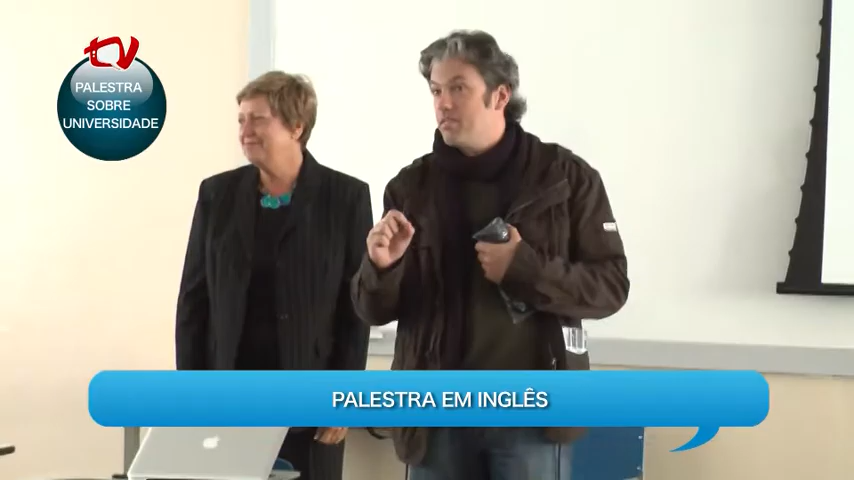 tv
PALESTRA
SOBRE
UNIVERSIDADE
PALESTRA EM INGLÊS